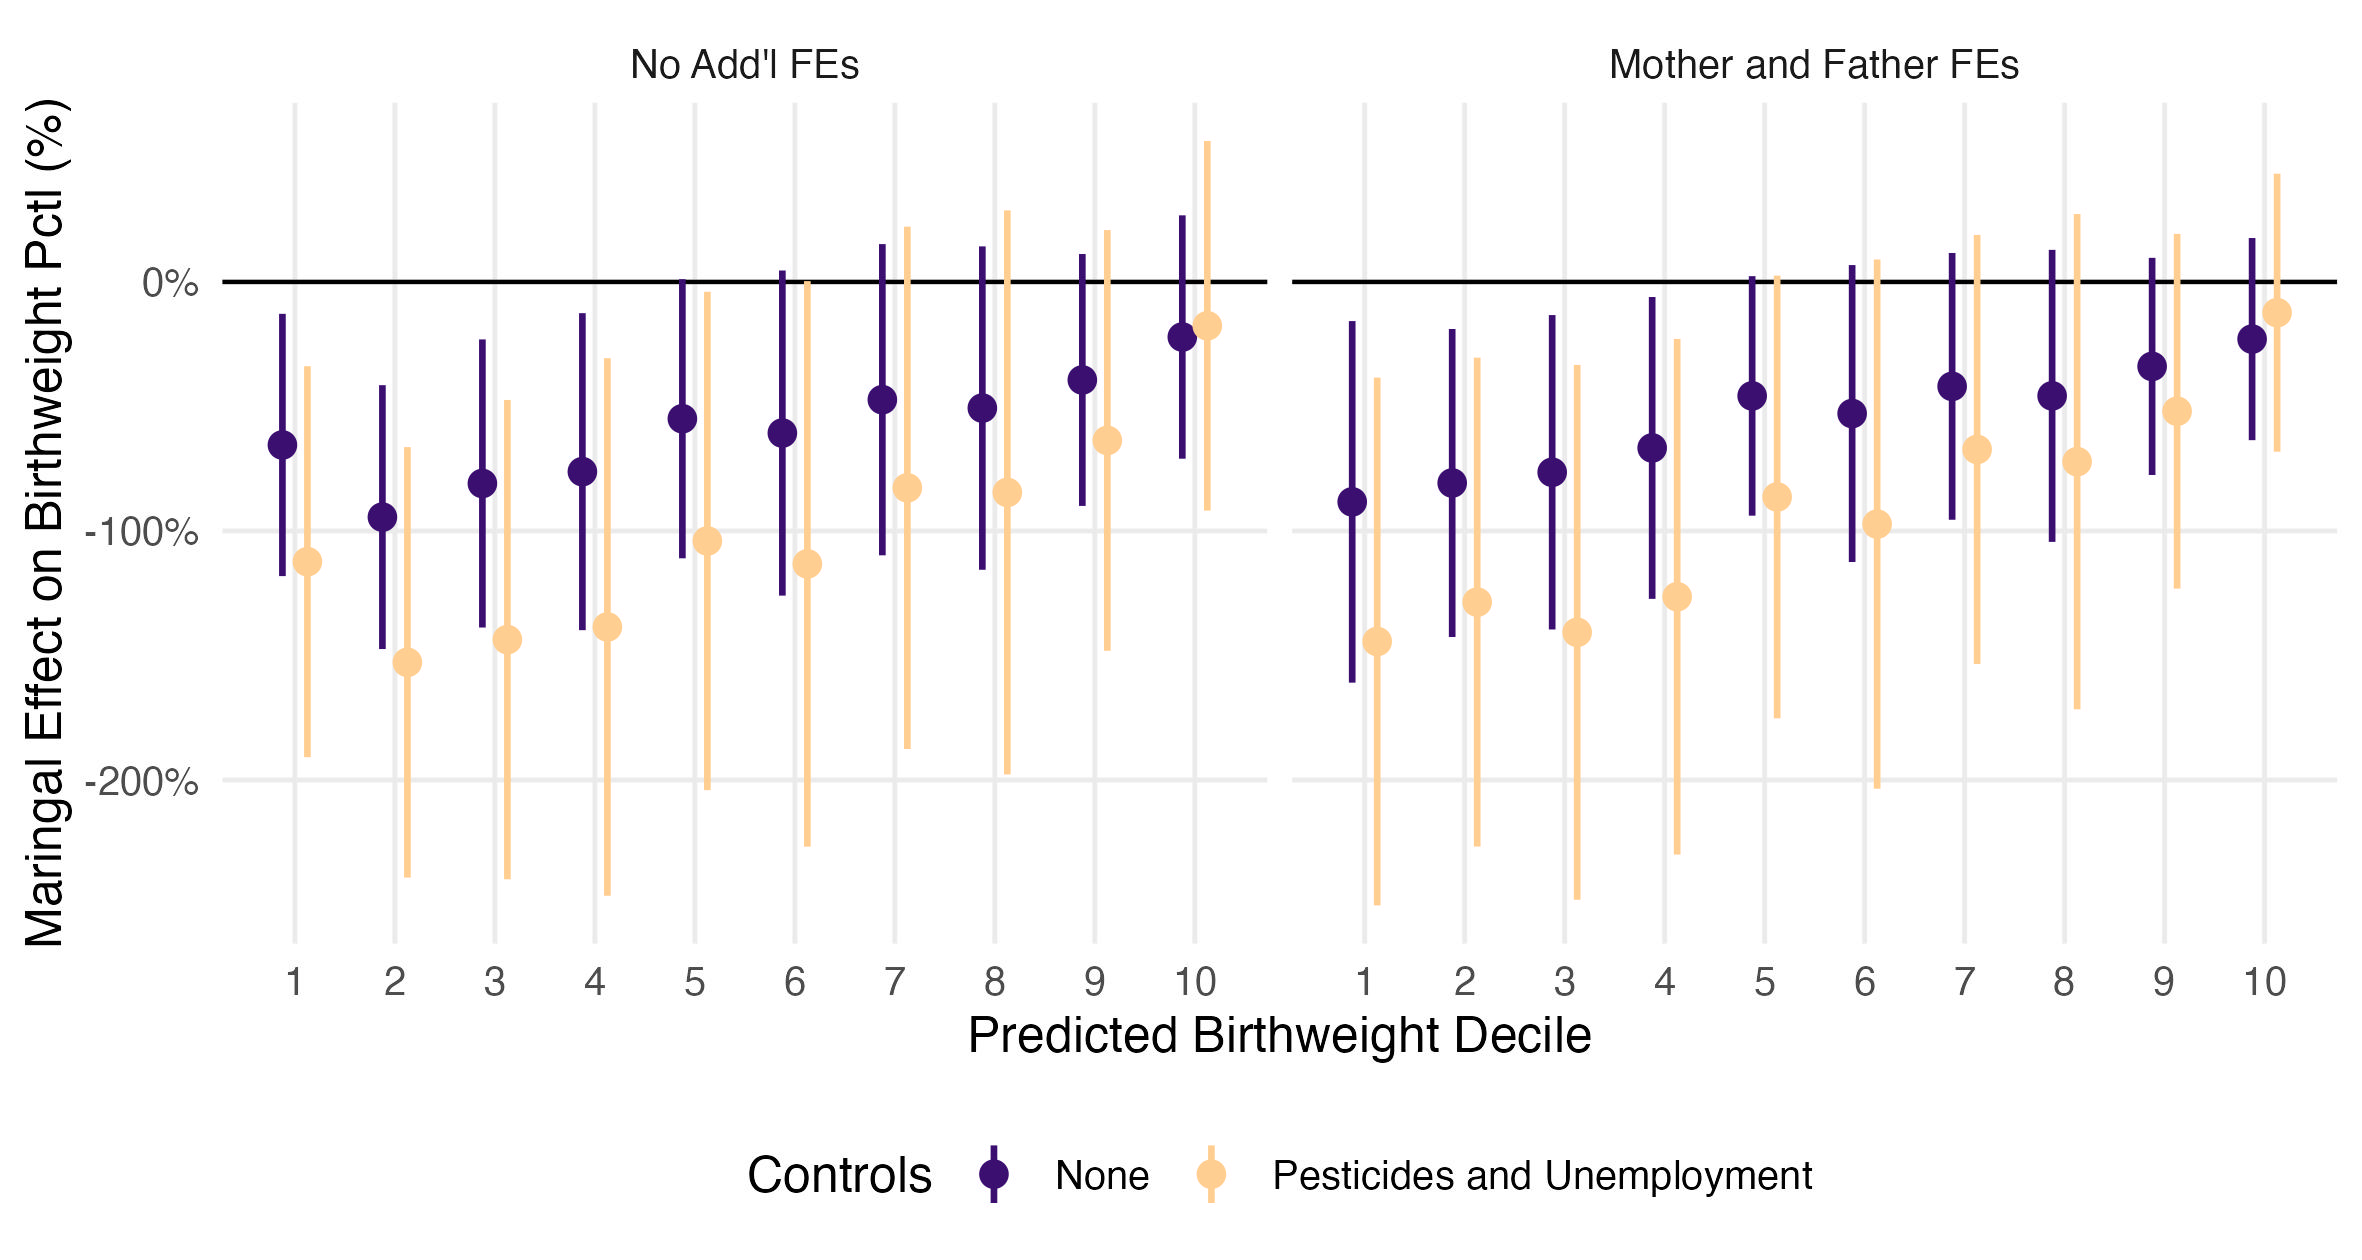 No Add'l FEs
Mother and Father FEs
Maringal Effect on Birthweight Pctl (%)
0%
-100%
-200%
1 2 3 4 5 6 7 8 9 10
1 2 3 4 5 6 7 8 9 10
Predicted Birthweight Decile
Controls None Pesticides and Unemployment